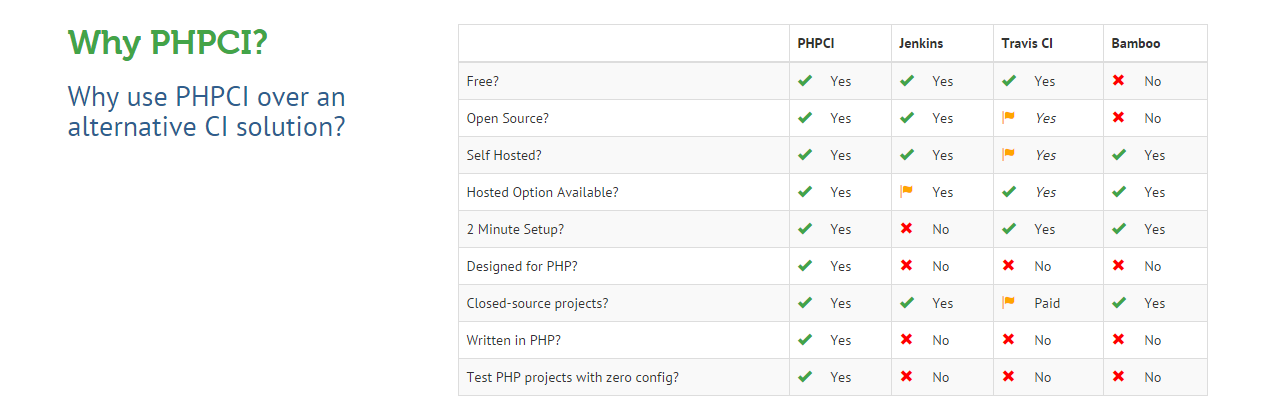 Why PHPCI?
Why use PHPCI over an
alternative CI solution?
PHPCI Jenkins Travis CI Bamboo
Free? Yes Yes Yes No
Open Source? Yes Yes Yes No
Self Hosted? Yes Yes Yes Yes
Hosted Option Available? Yes Yes Yes Yes
2 Minute Setup? Yes No Yes Yes
Designed for PHP? Yes No No No
Closed-source projects? Yes Yes Paid Yes
Written in PHP? Yes No No No
Test PHP projects with zero config? Yes No No No